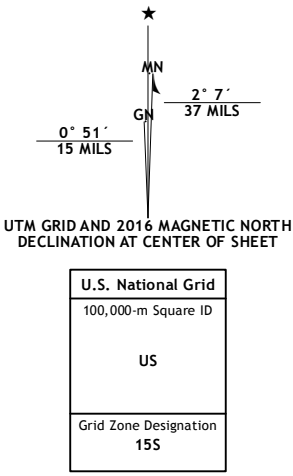 MN
2° 7´
37 MILS
GN
0° 51´
15 MILS
UTM GRID AND 2016 MAGNETIC NORTH
DECLINATION AT CENTER OF SHEET
U.S. National Grid
100,000-m Square ID
US
Grid Zone Designation
15S